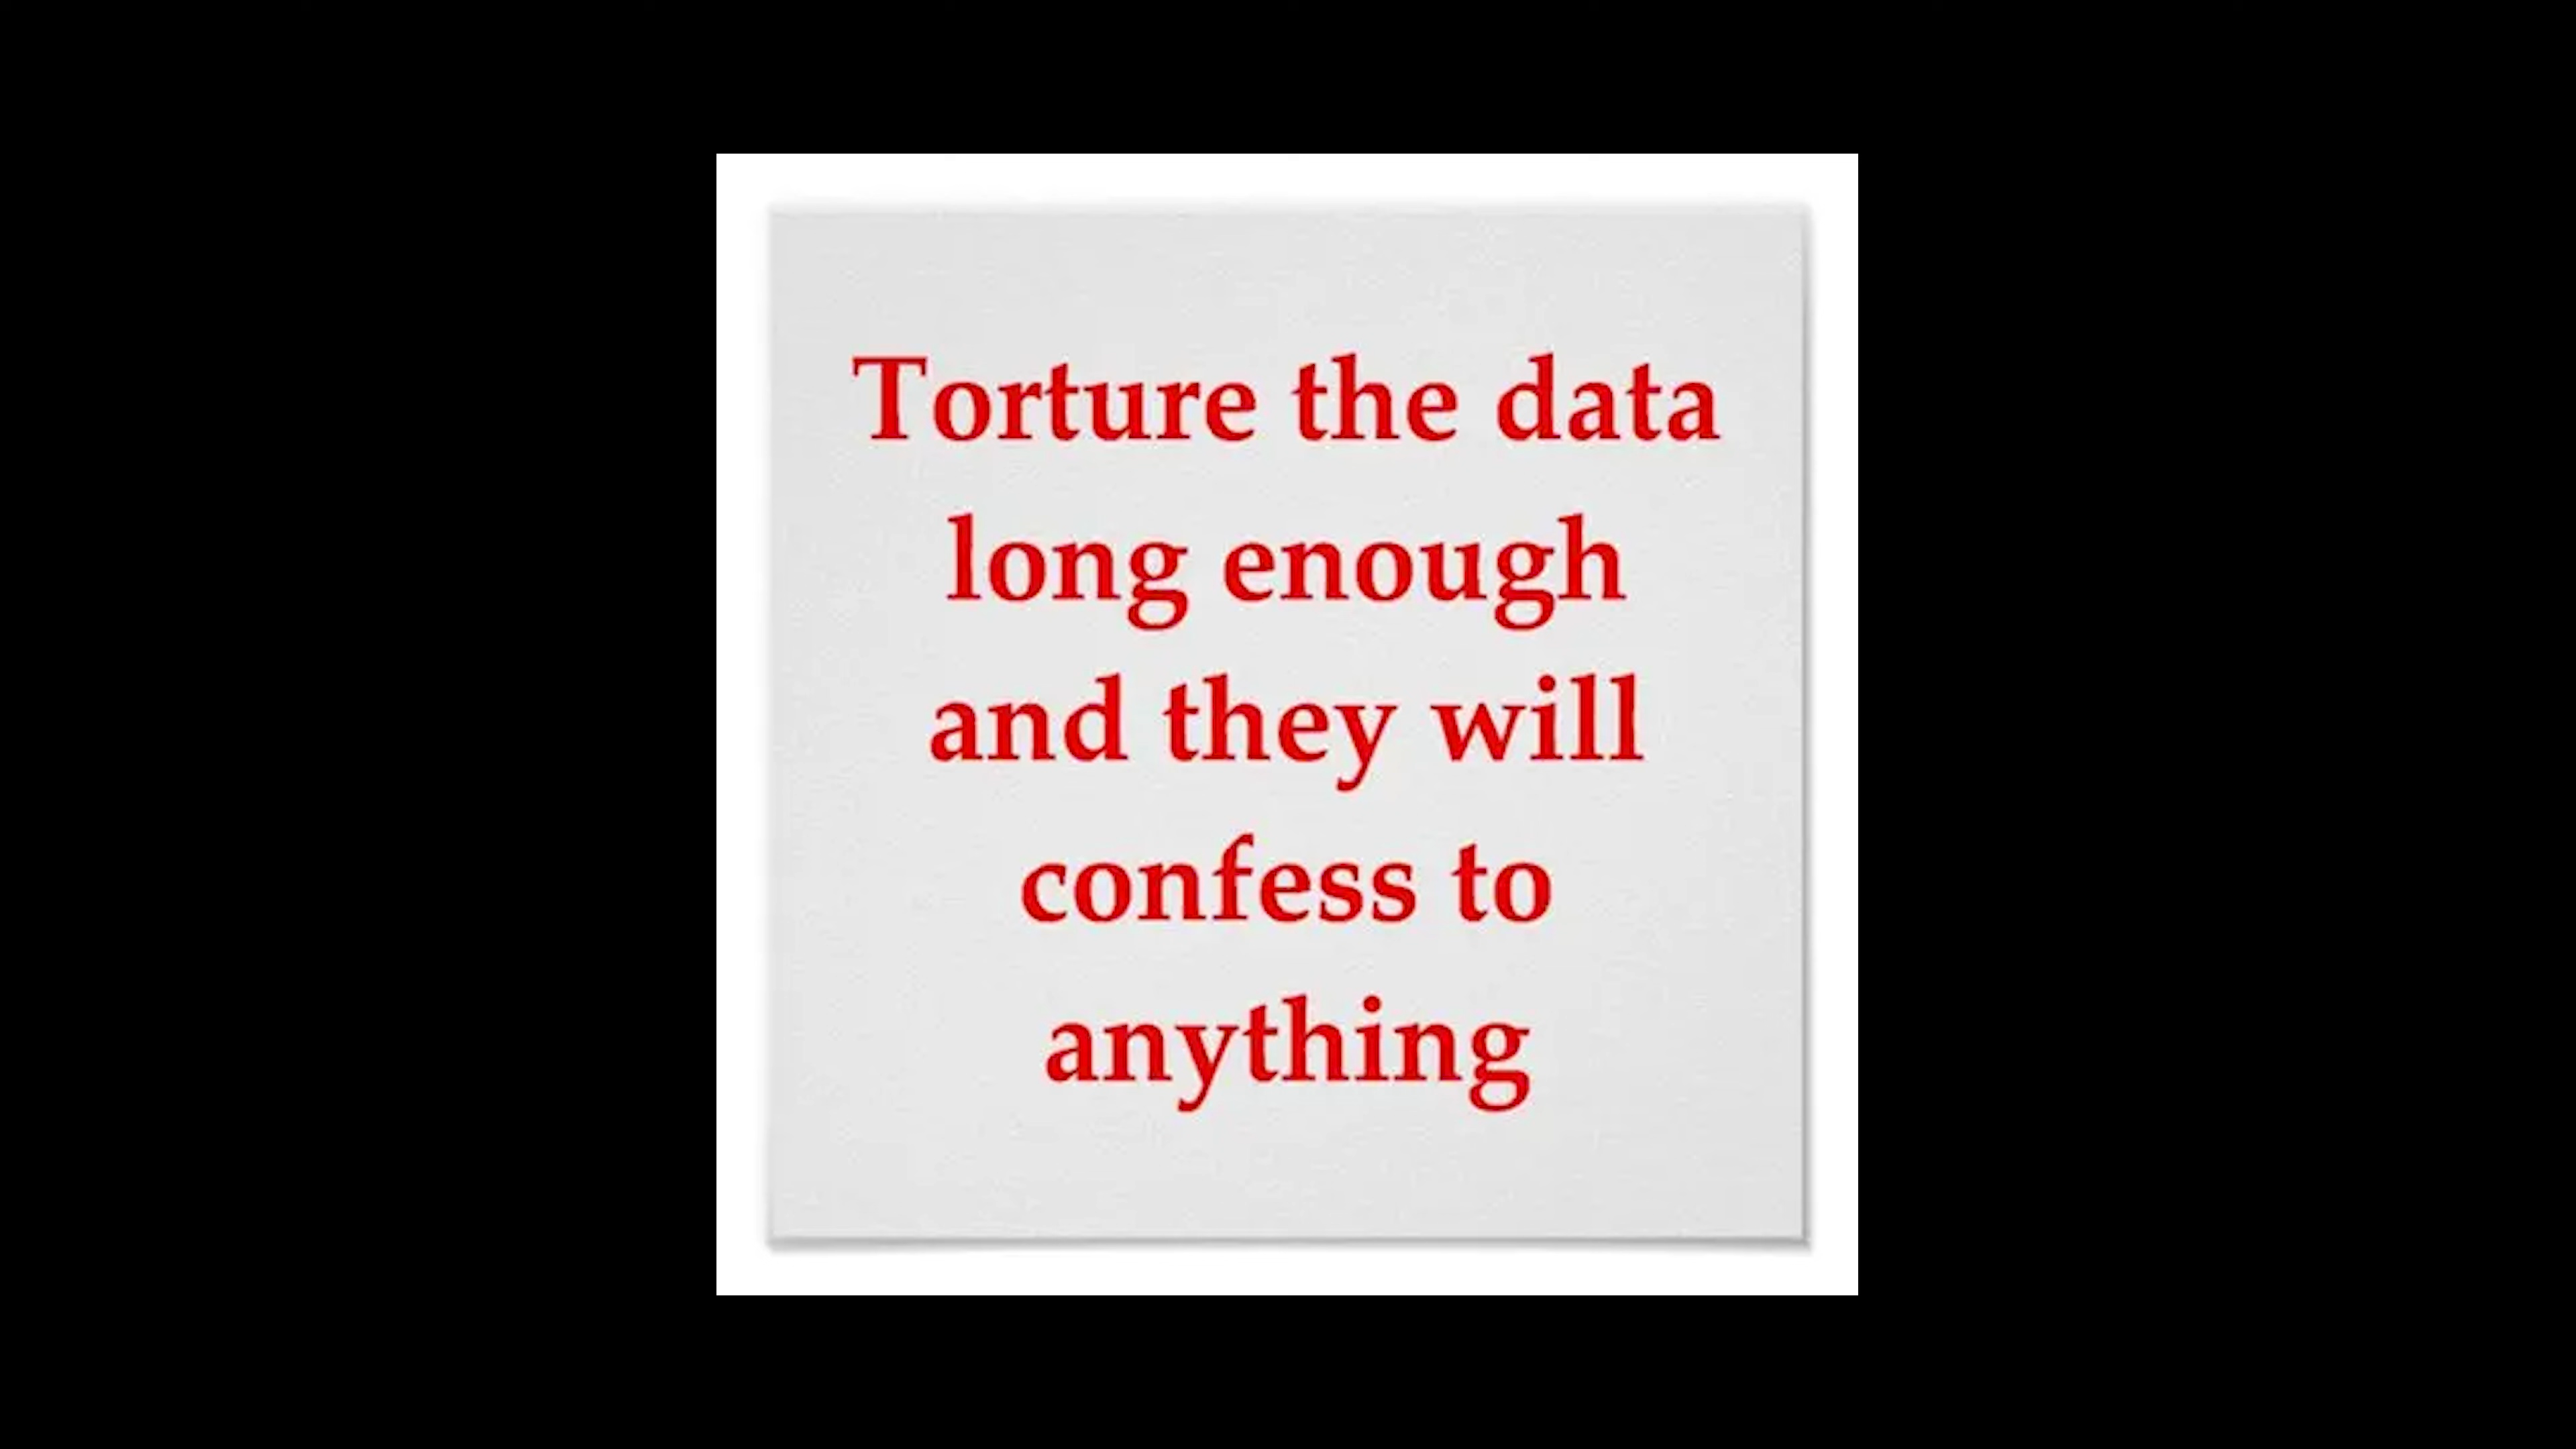 Torture the data
long enough
and they will
confess to
anything